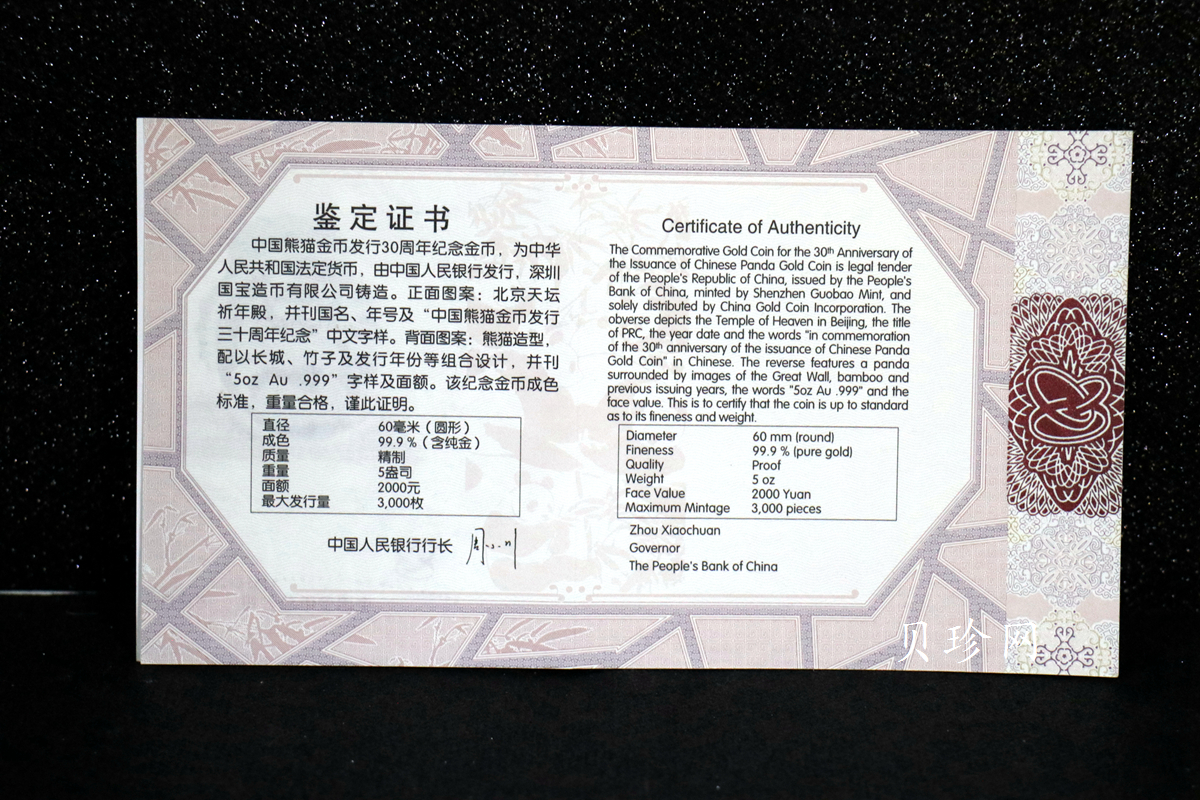 鉴定证书
中国熊猫金币发行30周年纪念金币，为中华
人民共和国法定货币，由中国人民银行发行，深圳
国宝造币有限公司铸造。正面图案：北京天坛
祈年殿，并刊国名、年号及“中国熊猫金币发行
三十周年纪念”中文字样。背面图案：熊猫造型，
配以长城、竹子及发行年份等组合设计，并刊
“5oz Au .999”字样及面额。该纪念金币成色
标准，重量合格，谨此证明。
直径 60毫米（圆形）
成色 99.9 %（含纯金）
质量 精制
重量 5盎司
面额 2000元
最大发行量 3,000枚
中国人民银行行长
Certificate of Authenticity
The Commemorative Gold Coin for the 30th Anniversary of
the Issuance of Chinese Panda Gold Coin is legal tender
of the People's Republic of China, issued by the People's
Bank of China, minted by Shenzhen Guobao Mint, and
solely distributed by China Gold Coin Incorporation. The
obverse depicts the Temple of Heaven in Beijing, the title
of PRC, the year date and the words "in commemoration
of the 30th anniversary of the issuance of Chinese Panda
Gold Coin" in Chinese. The reverse features a panda
surrounded by images of the Great Wall, bamboo and
previous issuing years, the words "5oz Au .999" and the
face value. This is to certify that the coin is up to standard
as to its fineness and weight.
Diameter 60 mm (round)
Fineness 99.9 % (pure gold)
Quality Proof
Weight 5 oz
Face Value 2000 Yuan
Maximum Mintage 3,000 pieces
Zhou Xiaochuan
Governor
The People's Bank of China
贝珍网